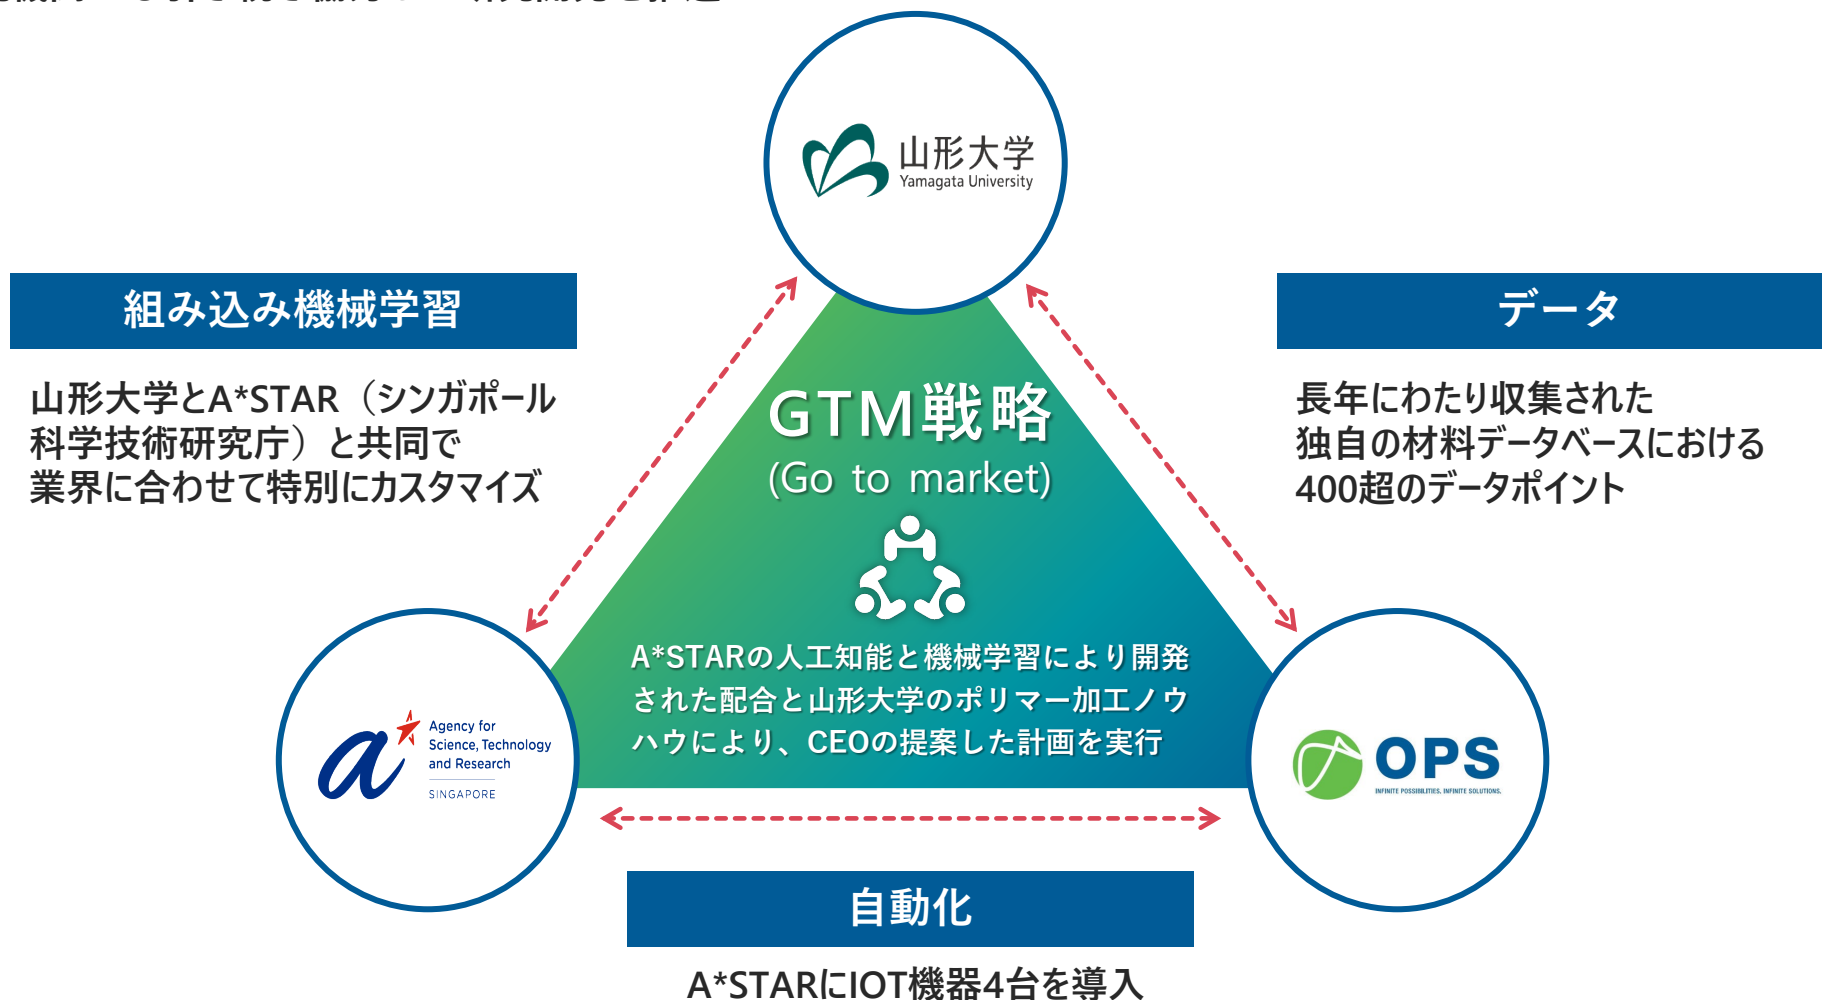 山形大学
Yamagata University
組み込み機械学習
山形大学とA*STAR（シンガポール
科学技術研究庁）と共同で
業界に合わせて特別にカスタマイズ
データ
長年にわたり収集された
独自の材料データベースにおける
400超のデータポイント
GTM戦略
(Go to market)
A*STARの人工知能と機械学習により開発
された配合と山形大学のポリマー加工ノウ
ハウにより、CEOの提案した計画を実行
a
Agency for
Science, Technology
and Research
SINGAPORE
OPS
INFINITE POSSIBILITIES. INFINITE SOLUTIONS.
自動化
A*STARにIOT機器4台を導入